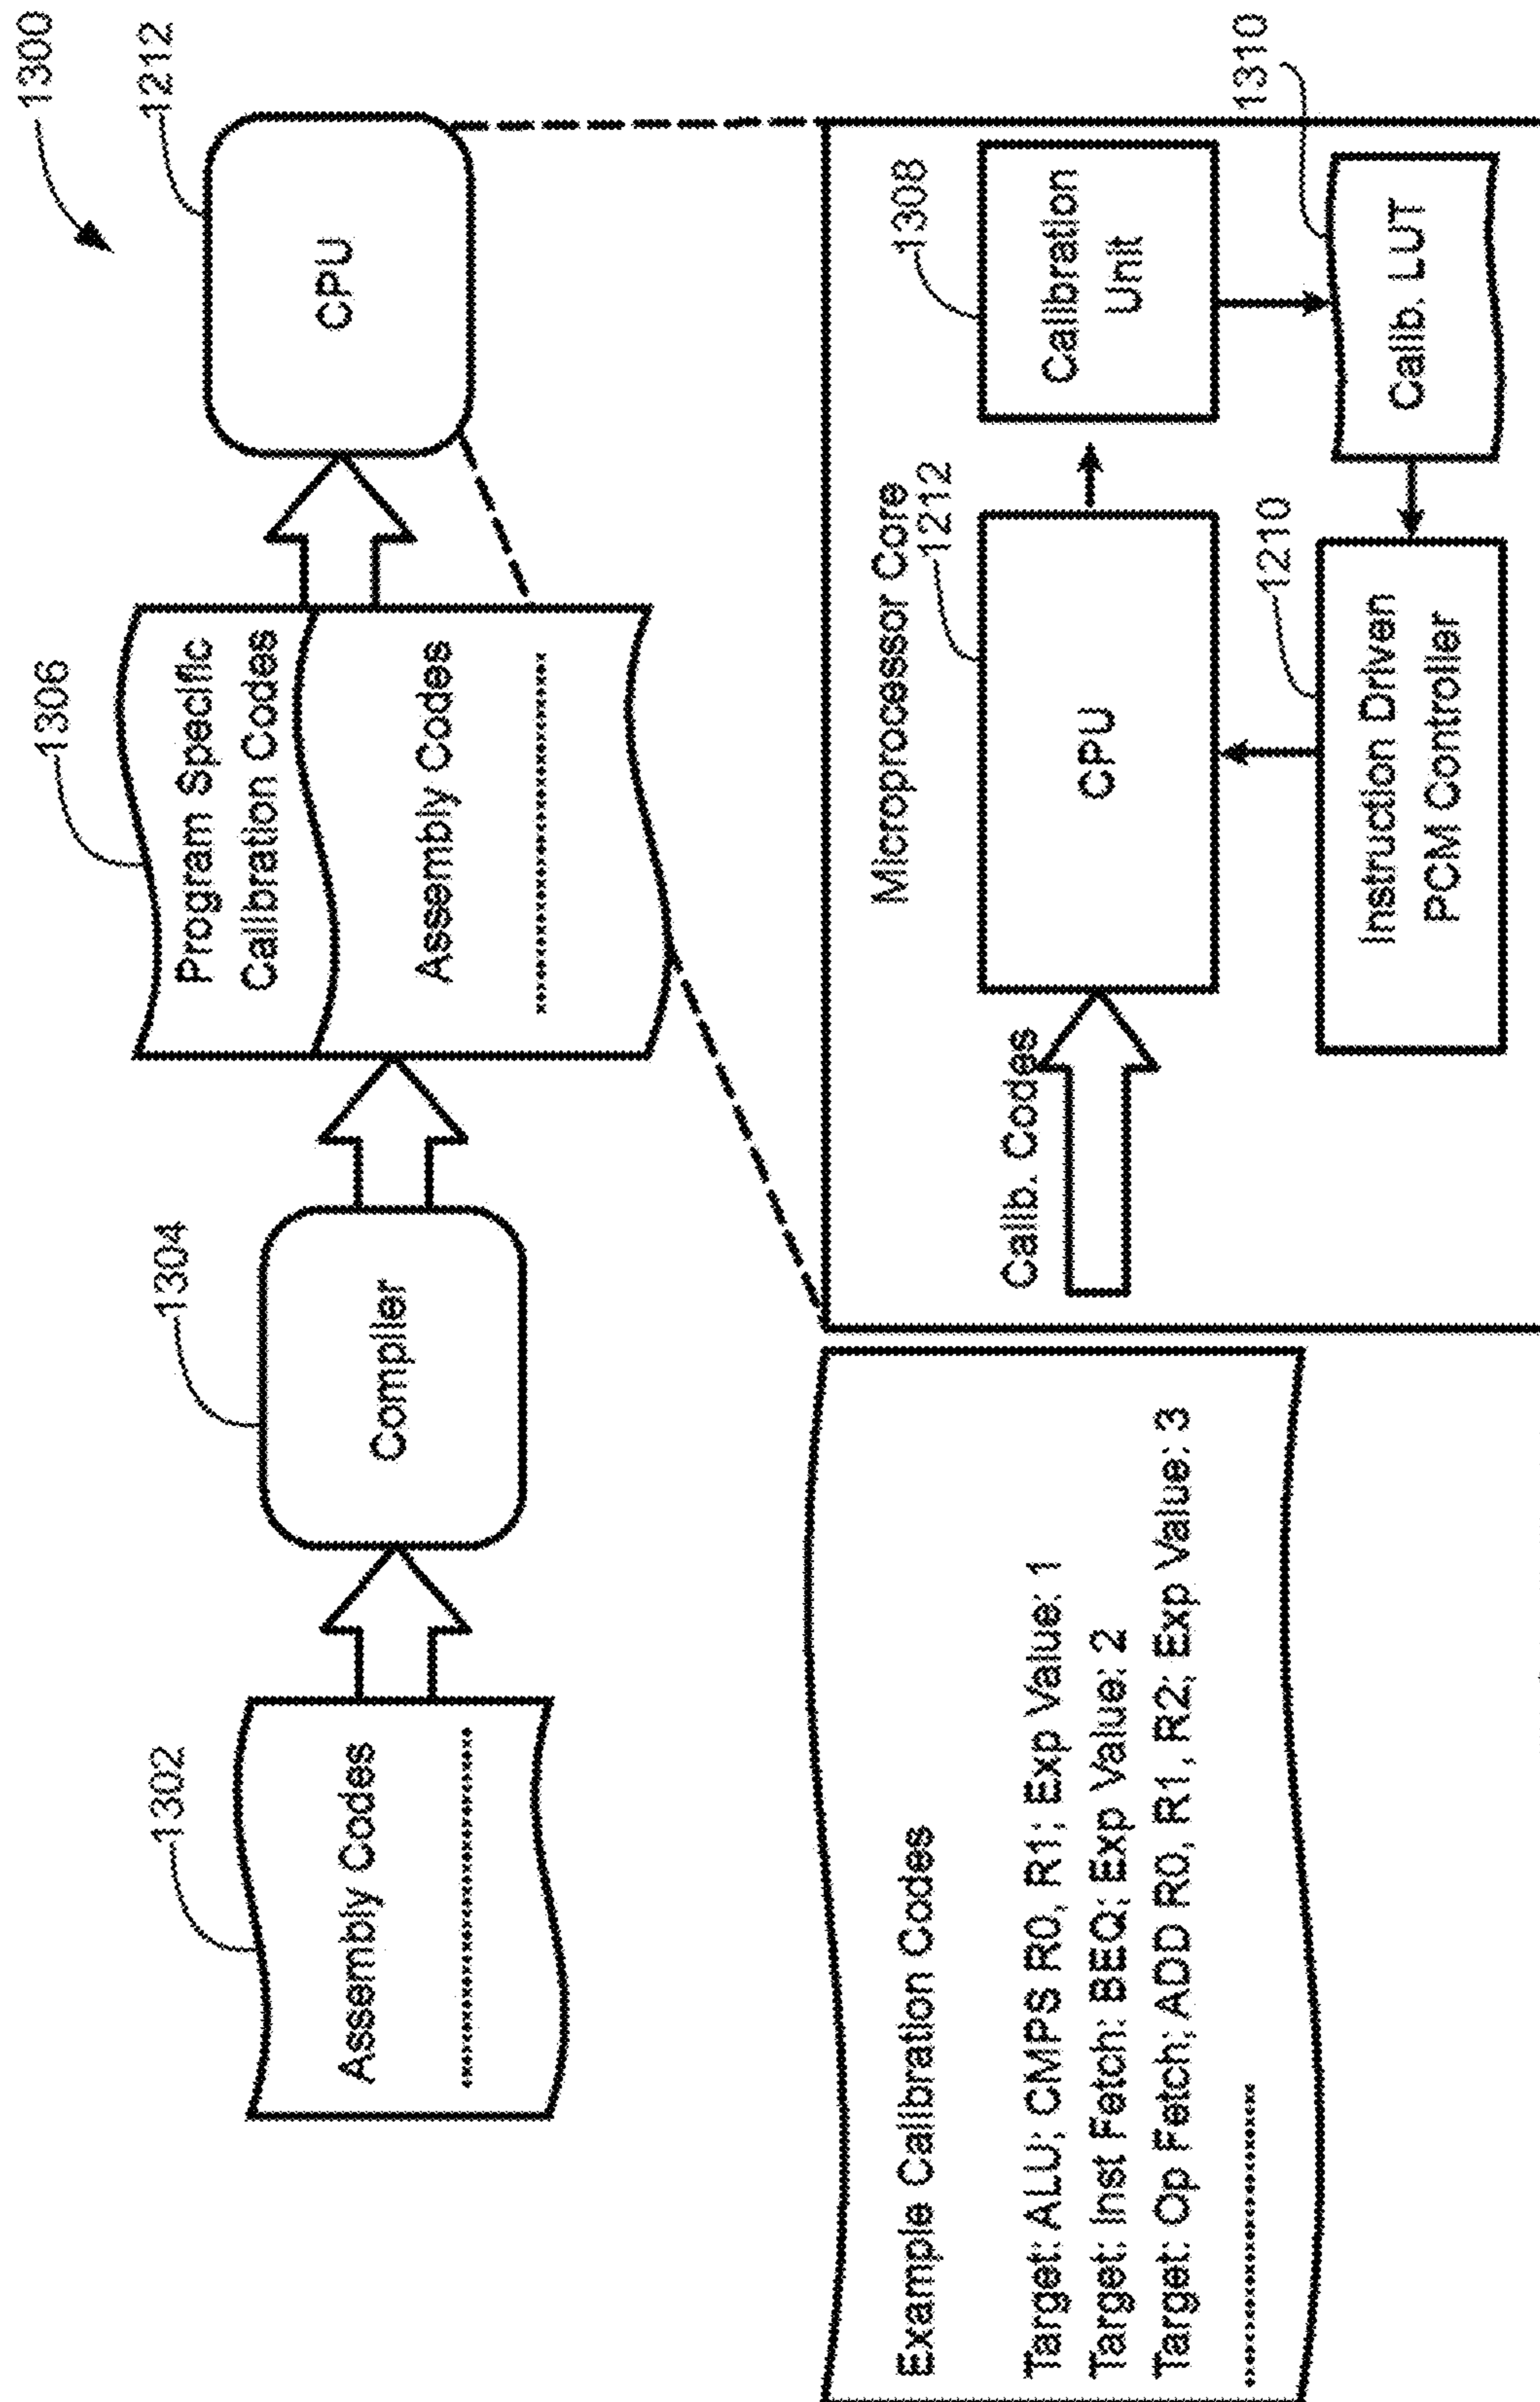 1300
1302
Assembly Codes
1304
Compiler
1306
Program Specific
Calibration Codes
Assembly Codes
1212
CPU
Example Calibration Codes
Target: ALU; CMPS R0, R1; Exp Value: 1
Target: Inst Fetch: BEQ; Exp Value: 2
Target: Op Fetch; ADD R0, R1, R2; Exp Value: 3
Microprocessor Core
Calib. Codes
1212
CPU
1308
Calibration
Unit
1210
Instruction Driven
PCM Controller
1310
Calib. LUT